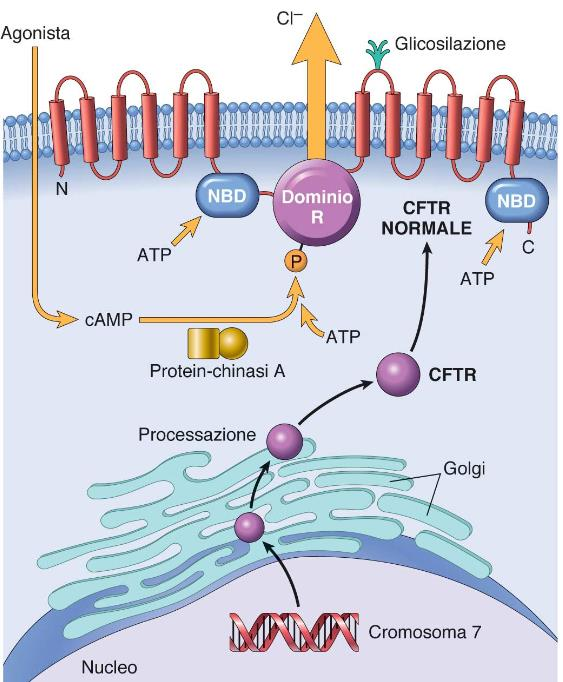 Cl⁻
Agonista
Glicosilazione
N
NBD
Dominio
R
NBD
CFTR
NORMALE
C
ATP
P
ATP
cAMP
ATP
Protein-chinasi A
CFTR
Processazione
Golgi
Cromosoma 7
Nucleo